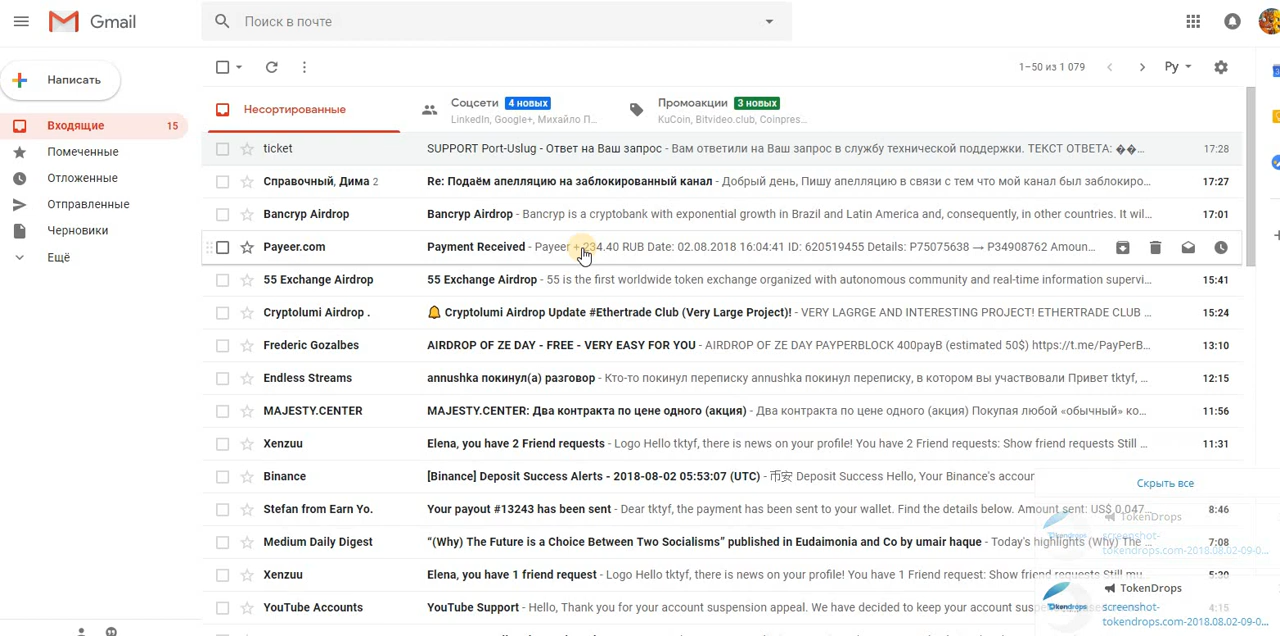 Gmail
Поиск в почте
Написать
1–50 из 1 079
Ру
Входящие 15
Помеченные
Отложенные
Отправленные
Черновики
Ещё
Несортированные
Соцсети 4 новых
LinkedIn, Google+, Михайло П...
Промоакции 3 новых
KuCoin, Bitvideo.club, Coinpres...
ticket SUPPORT Port-Uslug - Ответ на Ваш запрос - Вам ответили на Ваш запрос в службу технической поддержки. ТЕКСТ ОТВЕТА: ��... 17:28
Справочный, Дима 2 Re: Подаём апелляцию на заблокированный канал - Добрый день, Пишу апелляцию в связи с тем что мой канал был заблокиро... 17:27
Bancryp Airdrop Bancryp Airdrop - Bancryp is a cryptobank with exponential growth in Brazil and Latin America and, consequently, in other countries. It wil... 17:01
Payeer.com Payment Received - Payeer + 234.40 RUB Date: 02.08.2018 16:04:41 ID: 620519455 Details: P75075638 → P34908762 Amoun...
55 Exchange Airdrop 55 Exchange Airdrop - 55 is the first worldwide token exchange organized with autonomous community and real-time information supervi... 15:41
Cryptolumi Airdrop . 🔔 Cryptolumi Airdrop Update #Ethertrade Club (Very Large Project)! - VERY LAGRGE AND INTERESTING PROJECT! ETHERTRADE CLUB ... 15:24
Frederic Gozalbes AIRDROP OF ZE DAY - FREE - VERY EASY FOR YOU - AIRDROP OF ZE DAY PAYPERBLOCK 400payB (estimated 50$) https://t.me/PayPerB... 13:10
Endless Streams annushka покинул(а) разговор - Кто-то покинул переписку annushka покинул переписку, в котором вы участвовали Привет tktyf, ... 12:15
MAJESTY.CENTER MAJESTY.CENTER: Два контракта по цене одного (акция) - Два контракта по цене одного (акция) Покупая любой «обычный» ко... 11:56
Xenzuu Elena, you have 2 Friend requests - Logo Hello tktyf, there is news on your profile! You have 2 Friend requests: Show friend requests Still ... 11:31
Binance [Binance] Deposit Success Alerts - 2018-08-02 05:53:07 (UTC) - 币安 Deposit Success Hello, Your Binance's accou
Stefan from Earn Yo. Your payout #13243 has been sent - Dear tktyf, the payment has been sent to your wallet. Find the details below. Amount sent: US$ 0,047... 8:46
Medium Daily Digest “(Why) The Future is a Choice Between Two Socialisms” published in Eudaimonia and Co by umair haque - Today's highlights (Why) The ... 7:08
Xenzuu Elena, you have 1 friend request - Logo Hello tktyf, there is news on your profile! You have 1 Friend request: Show friend requests Still mu... 5:30
YouTube Accounts YouTube Support - Hello, Thank you for your account suspension appeal. We have decided to keep your account 4:15
Скрыть все
TokenDrops
screenshot-
tokendrops.com-2018.08.02-09-0...
TokenDrops
screenshot-
tokendrops.com-2018.08.02-09-0...